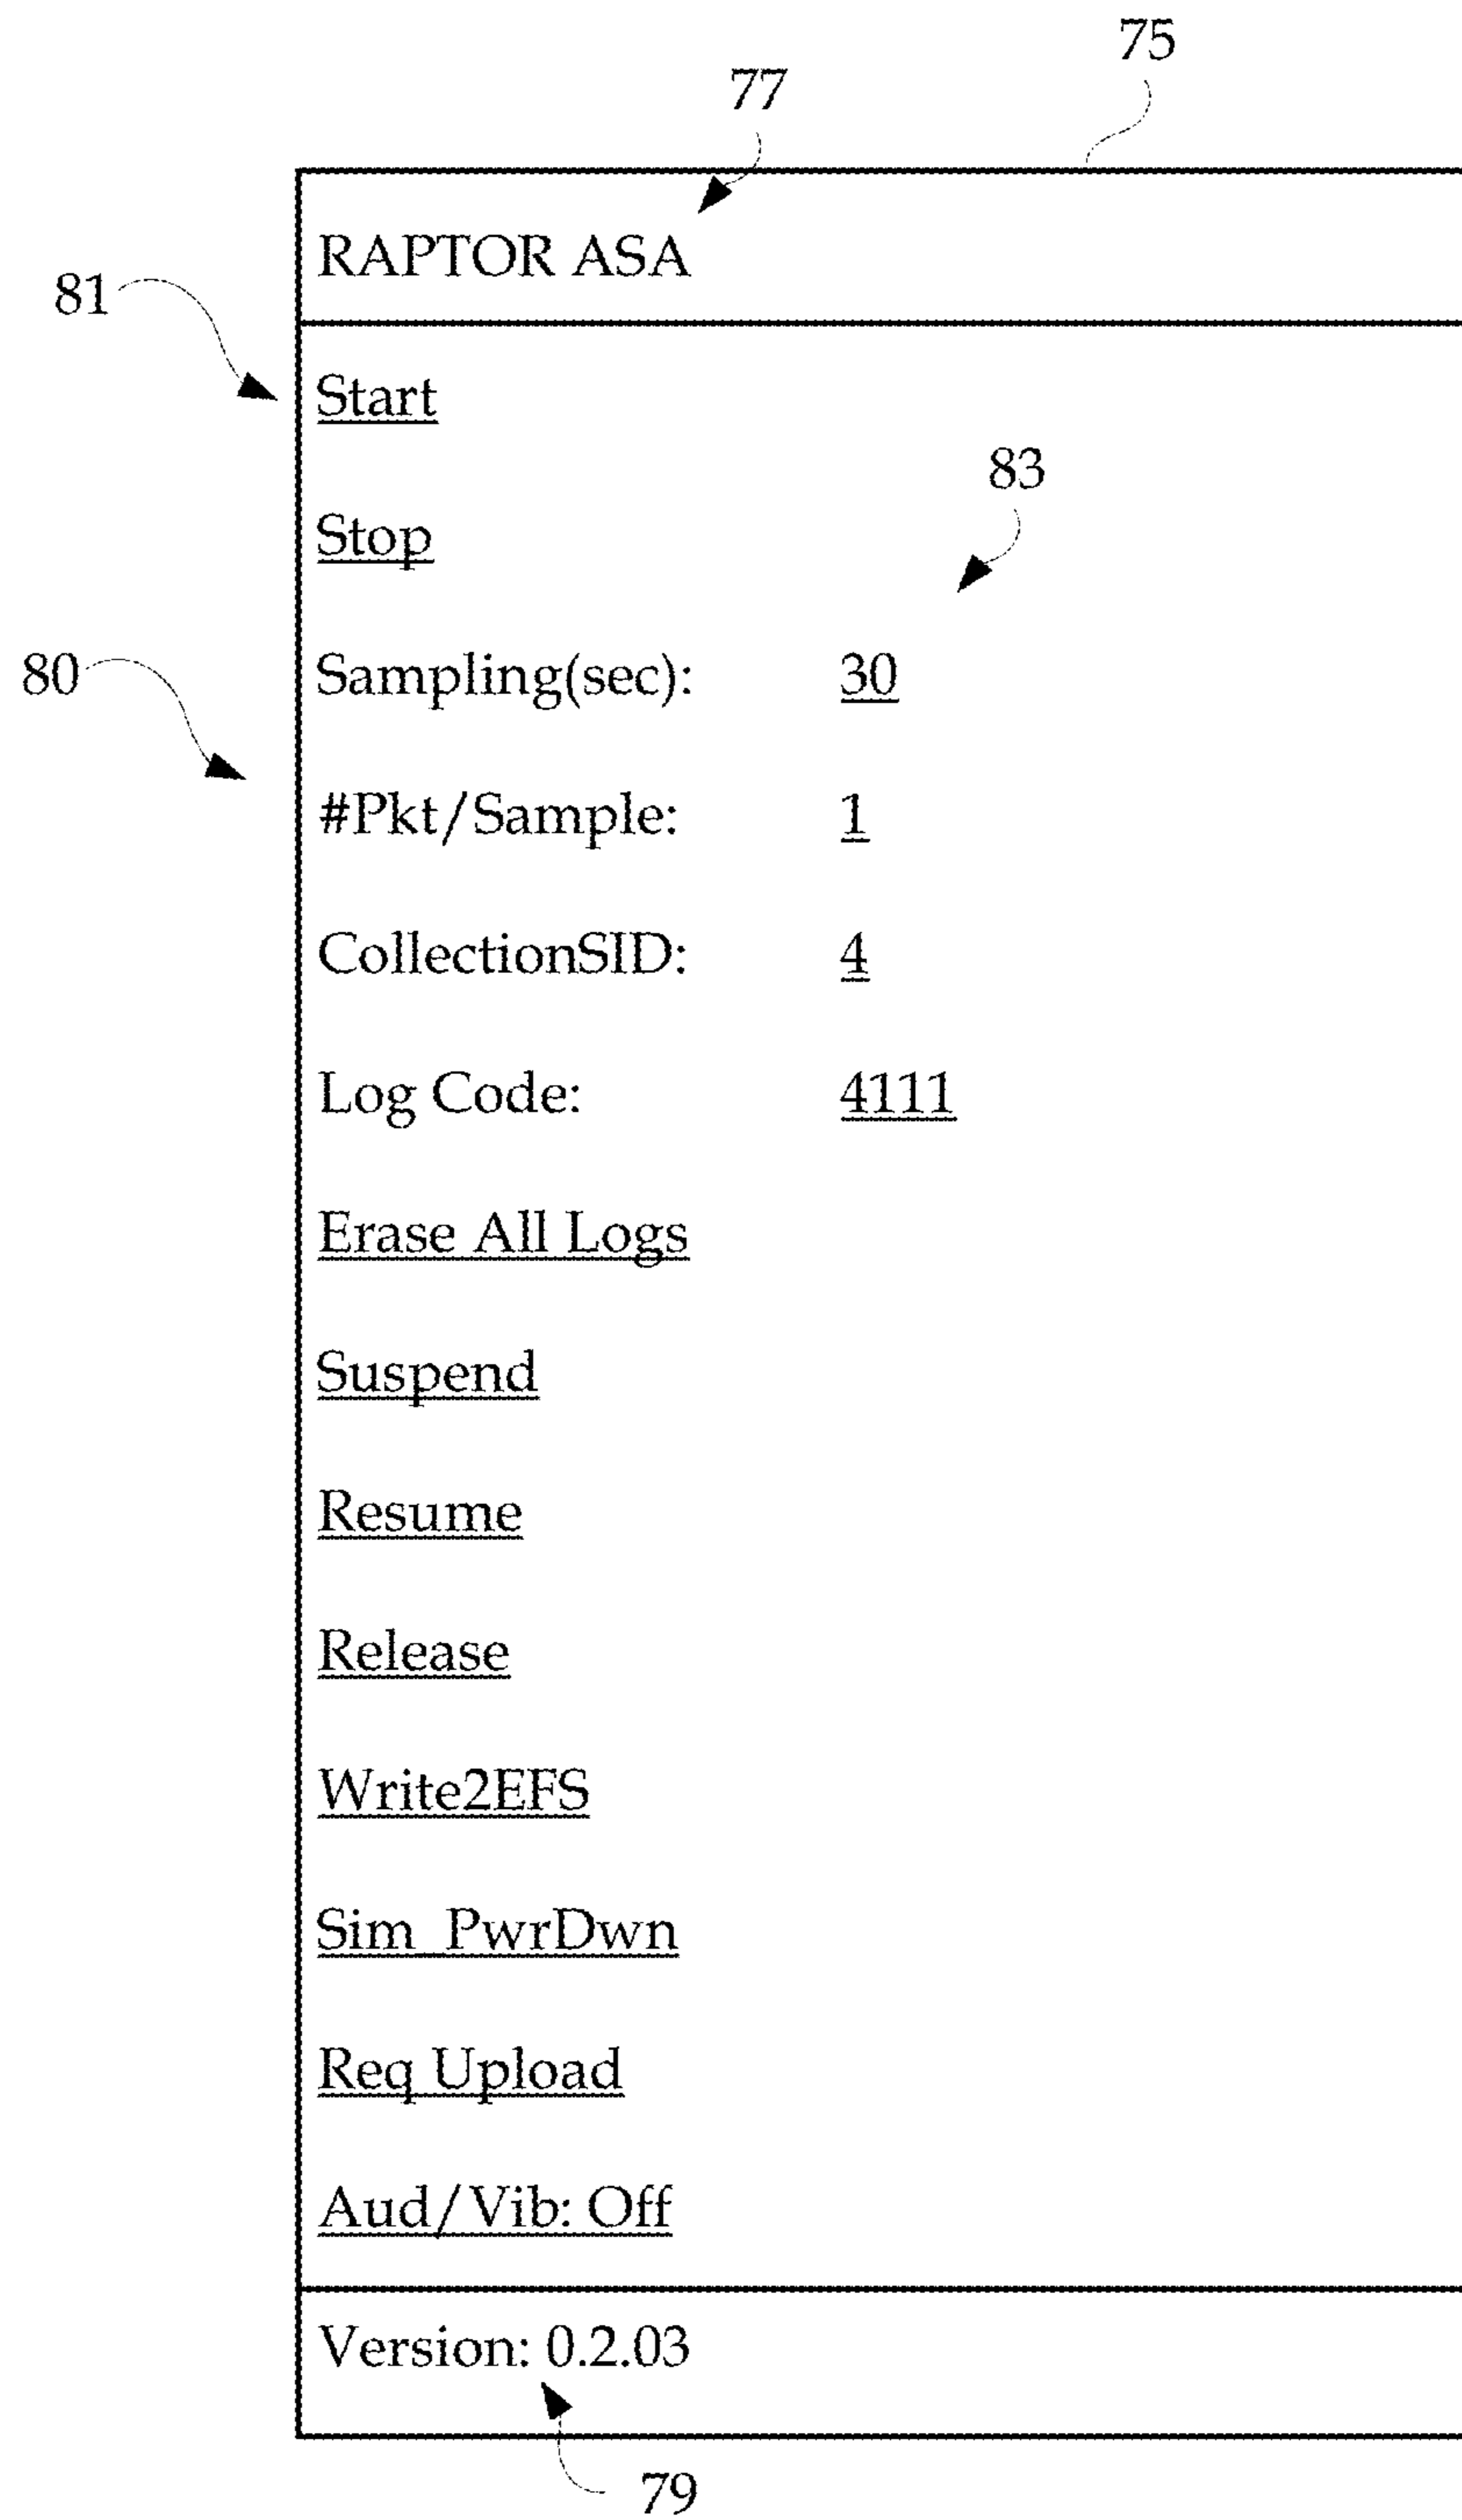 75
77
RAPTOR ASA
81
Start
83
Stop
80
Sampling(sec): 30
#Pkt/Sample: 1
CollectionSID: 4
Log Code: 4111
Erase All Logs
Suspend
Resume
Release
Write2EFS
Sim_PwrDwn
Req Upload
Aud/Vib: Off
Version: 0.2.03
79